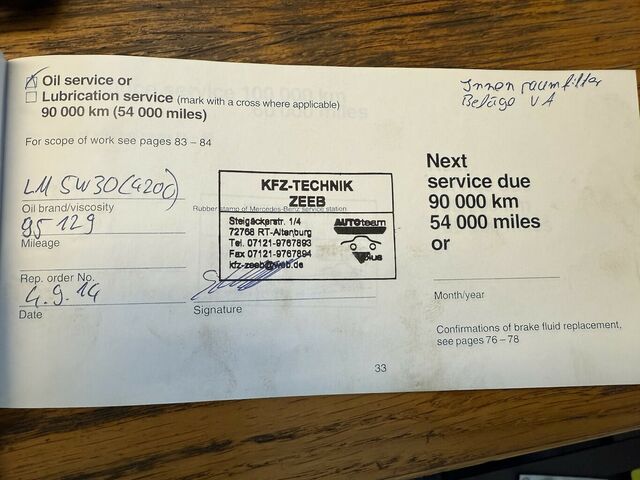 Oil service or
Lubrication service (mark with a cross where applicable)
90 000 km (54 000 miles)
For scope of work see pages 83 – 84
LM 5W30 (4200)
Oil brand/viscosity
95 129
Mileage
Rep. order No.
4.9.14
Date
Rubber stamp of Mercedes-Benz service station
KFZ-TECHNIK
ZEEB
Steigäckerstr. 1/4
72766 RT-Altenburg
Tel. 07121-9767893
Fax 07121-9767894
kfz-zeeb@web.de
AUTOteam
plus
Signature
Innenraumfilter
Beläge VA
Next
service due
90 000 km
54 000 miles
or
Month/year
Confirmations of brake fluid replacement,
see pages 76 – 78
33